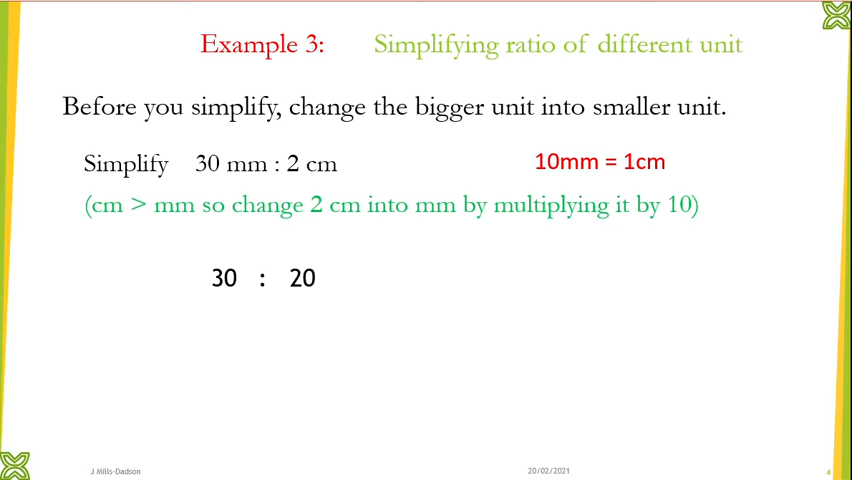 Example 3: Simplifying ratio of different unit
Before you simplify, change the bigger unit into smaller unit.
Simplify 30 mm : 2 cm 10mm = 1cm
(cm > mm so change 2 cm into mm by multiplying it by 10)
30 : 20
J Mills-Dadson 20/02/2021 4